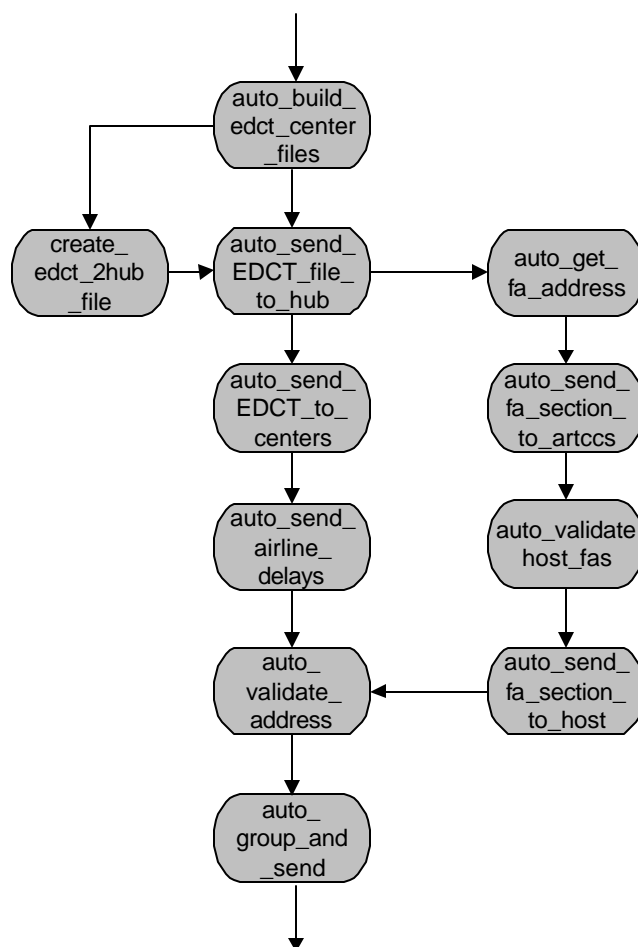 auto_build_
edct_center
_files
create_
edct_2hub
_file
auto_send_
EDCT_file_
to_hub
auto_get_
fa_address
auto_send_
EDCT_to_
centers
auto_send_
fa_section_
to_artccs
auto_send_
airline_
delays
auto_validate
host_fas
auto_
validate_
address
auto_send_
fa_section_
to_host
auto_
group_and
_send